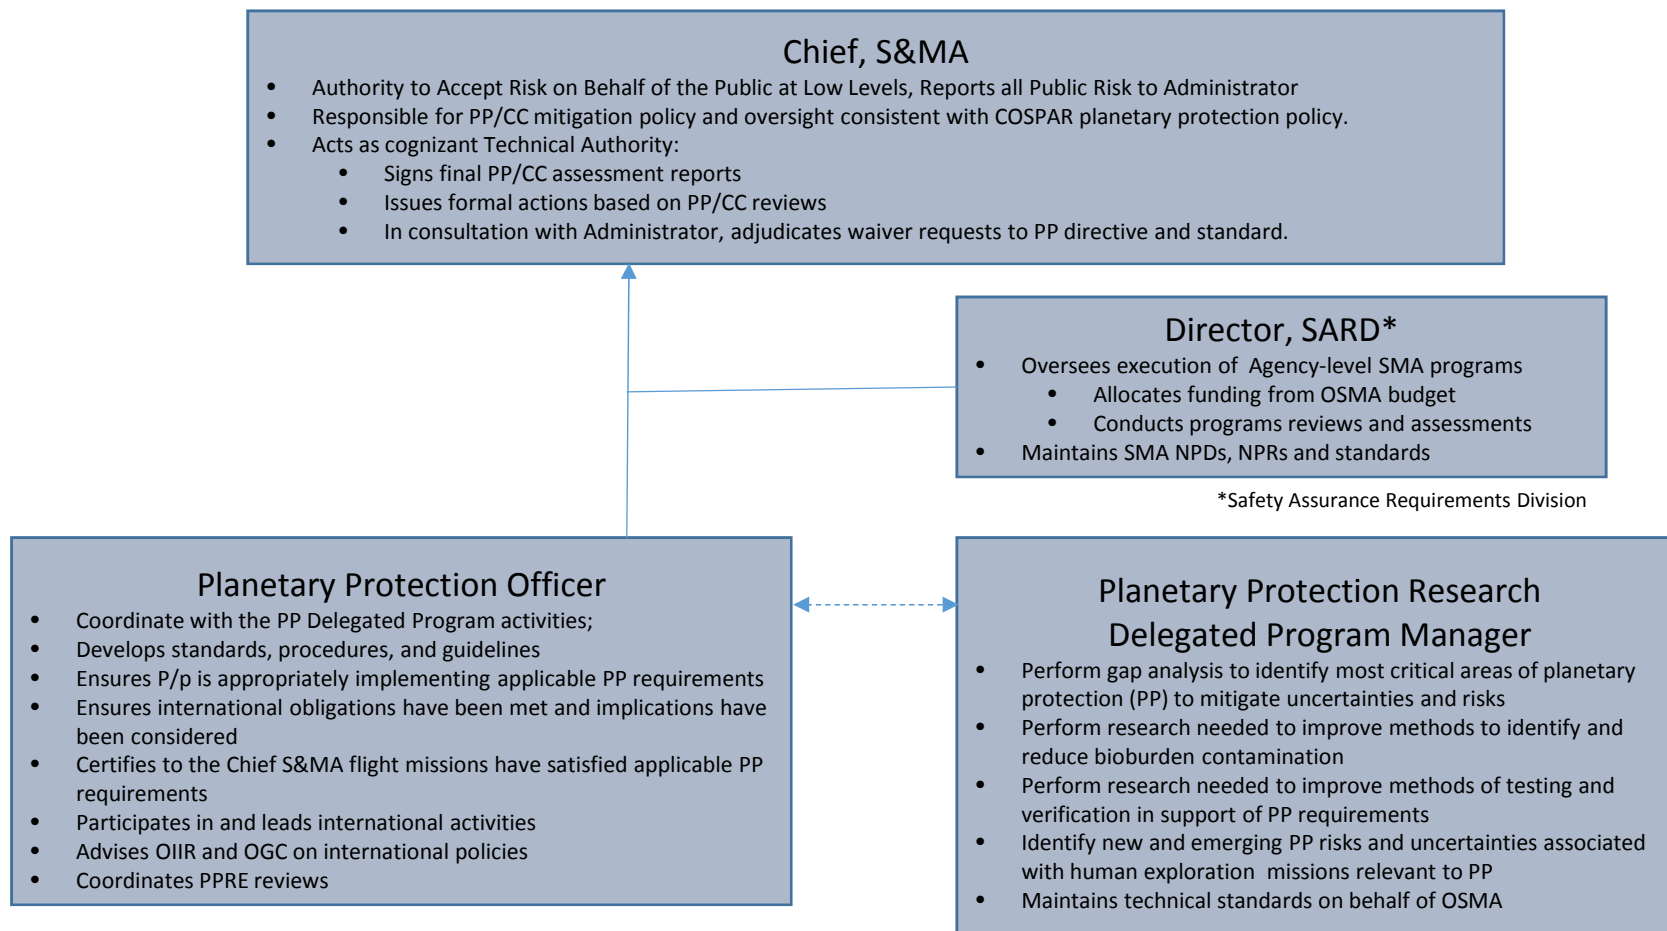 Chief, S&MA
• Authority to Accept Risk on Behalf of the Public at Low Levels, Reports all Public Risk to Administrator
• Responsible for PP/CC mitigation policy and oversight consistent with COSPAR planetary protection policy.
• Acts as cognizant Technical Authority:
• Signs final PP/CC assessment reports
• Issues formal actions based on PP/CC reviews
• In consultation with Administrator, adjudicates waiver requests to PP directive and standard.
Director, SARD*
• Oversees execution of Agency-level SMA programs
• Allocates funding from OSMA budget
• Conducts programs reviews and assessments
• Maintains SMA NPDs, NPRs and standards
*Safety Assurance Requirements Division
Planetary Protection Officer
• Coordinate with the PP Delegated Program activities;
• Develops standards, procedures, and guidelines
• Ensures P/p is appropriately implementing applicable PP requirements
• Ensures international obligations have been met and implications have
been considered
• Certifies to the Chief S&MA flight missions have satisfied applicable PP
requirements
• Participates in and leads international activities
• Advises OIIR and OGC on international policies
• Coordinates PPRE reviews
Planetary Protection Research
Delegated Program Manager
• Perform gap analysis to identify most critical areas of planetary
protection (PP) to mitigate uncertainties and risks
• Perform research needed to improve methods to identify and
reduce bioburden contamination
• Perform research needed to improve methods of testing and
verification in support of PP requirements
• Identify new and emerging PP risks and uncertainties associated
with human exploration missions relevant to PP
• Maintains technical standards on behalf of OSMA